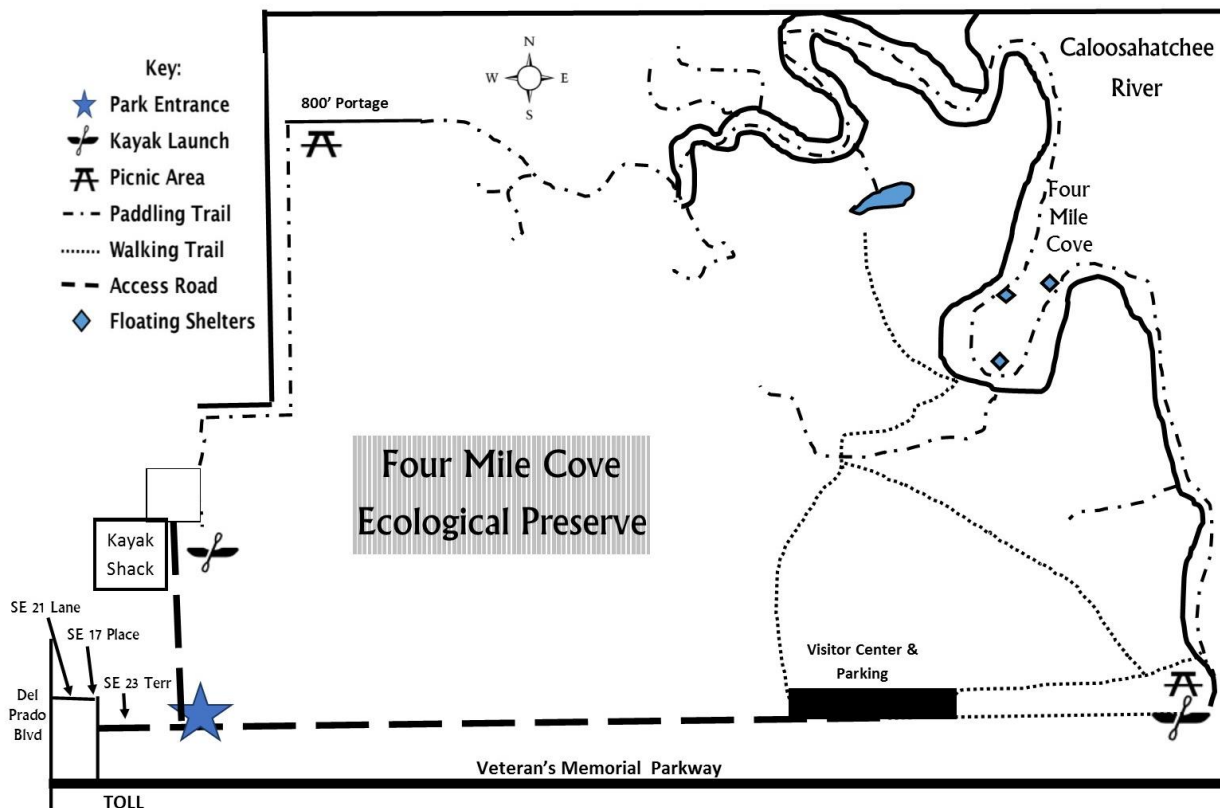 Key:
Park Entrance
Kayak Launch
Picnic Area
Paddling Trail
Walking Trail
Access Road
Floating Shelters
800' Portage
N
W E
S
Caloosahatchee
River
Four
Mile
Cove
Four Mile Cove
Ecological Preserve
Kayak
Shack
SE 21 Lane
SE 17 Place
SE 23 Terr
Del
Prado
Blvd
Visitor Center &
Parking
Veteran's Memorial Parkway
TOLL